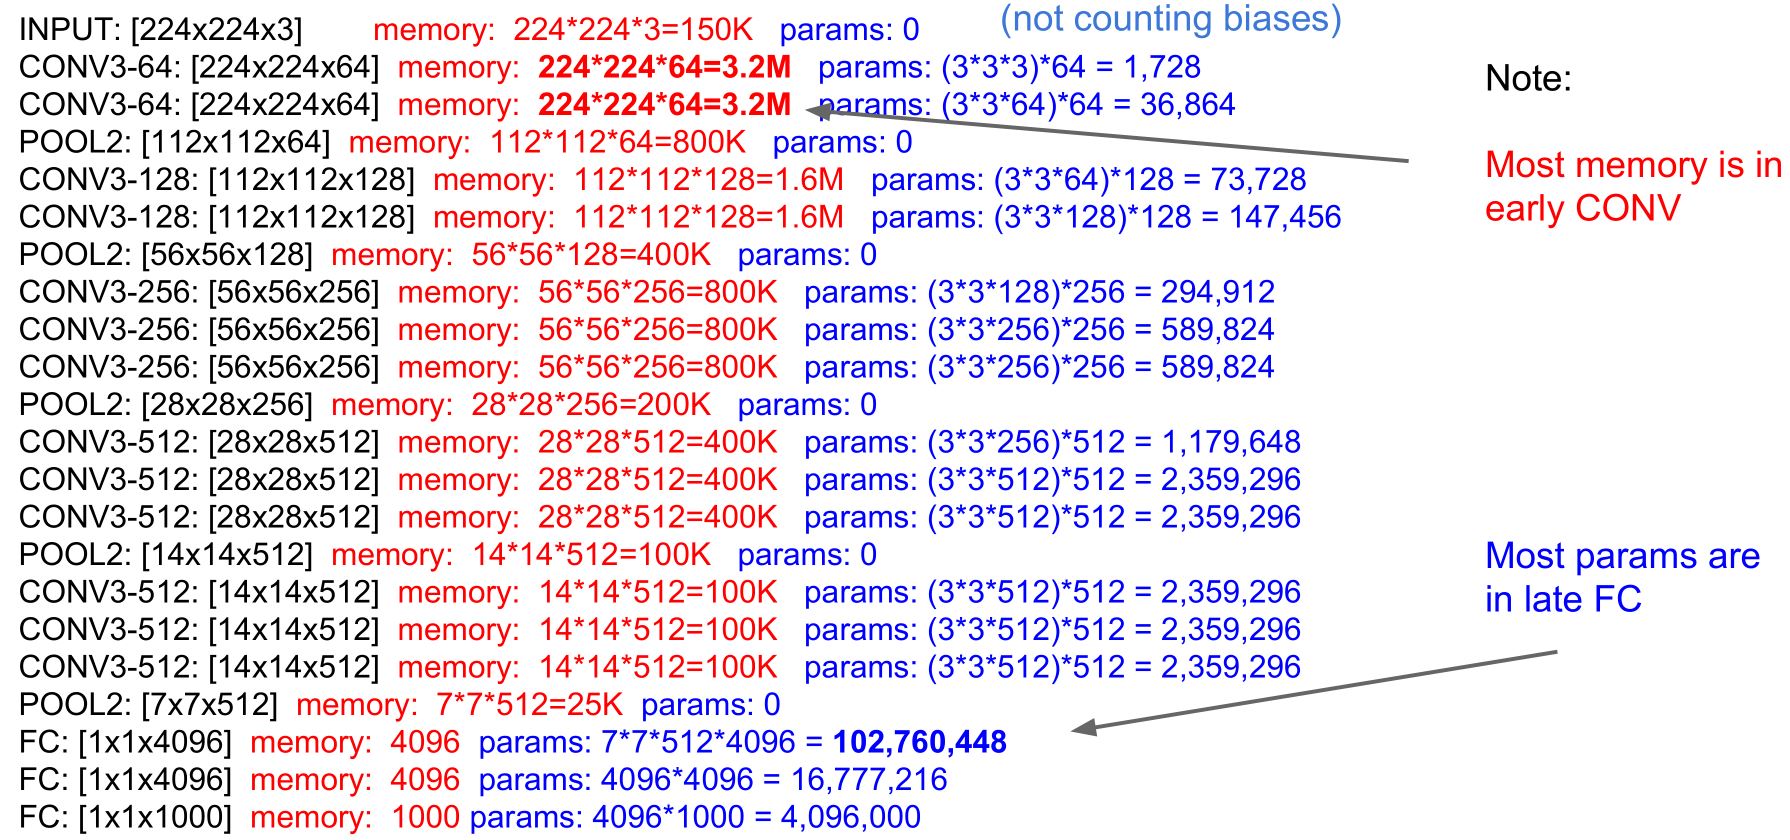 (not counting biases)
INPUT: [224x224x3] memory: 224*224*3=150K params: 0
CONV3-64: [224x224x64] memory: 224*224*64=3.2M params: (3*3*3)*64 = 1,728
CONV3-64: [224x224x64] memory: 224*224*64=3.2M params: (3*3*64)*64 = 36,864
POOL2: [112x112x64] memory: 112*112*64=800K params: 0
CONV3-128: [112x112x128] memory: 112*112*128=1.6M params: (3*3*64)*128 = 73,728
CONV3-128: [112x112x128] memory: 112*112*128=1.6M params: (3*3*128)*128 = 147,456
POOL2: [56x56x128] memory: 56*56*128=400K params: 0
CONV3-256: [56x56x256] memory: 56*56*256=800K params: (3*3*128)*256 = 294,912
CONV3-256: [56x56x256] memory: 56*56*256=800K params: (3*3*256)*256 = 589,824
CONV3-256: [56x56x256] memory: 56*56*256=800K params: (3*3*256)*256 = 589,824
POOL2: [28x28x256] memory: 28*28*256=200K params: 0
CONV3-512: [28x28x512] memory: 28*28*512=400K params: (3*3*256)*512 = 1,179,648
CONV3-512: [28x28x512] memory: 28*28*512=400K params: (3*3*512)*512 = 2,359,296
CONV3-512: [28x28x512] memory: 28*28*512=400K params: (3*3*512)*512 = 2,359,296
POOL2: [14x14x512] memory: 14*14*512=100K params: 0
CONV3-512: [14x14x512] memory: 14*14*512=100K params: (3*3*512)*512 = 2,359,296
CONV3-512: [14x14x512] memory: 14*14*512=100K params: (3*3*512)*512 = 2,359,296
CONV3-512: [14x14x512] memory: 14*14*512=100K params: (3*3*512)*512 = 2,359,296
POOL2: [7x7x512] memory: 7*7*512=25K params: 0
FC: [1x1x4096] memory: 4096 params: 7*7*512*4096 = 102,760,448
FC: [1x1x4096] memory: 4096 params: 4096*4096 = 16,777,216
FC: [1x1x1000] memory: 1000 params: 4096*1000 = 4,096,000
Note:
Most memory is in
early CONV
Most params are
in late FC